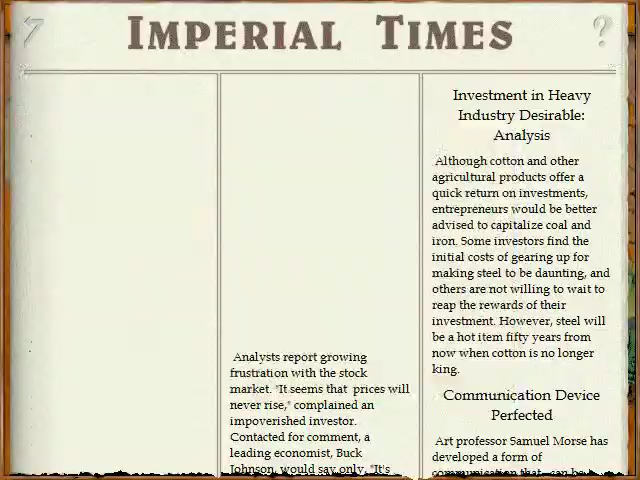 7 IMPERIAL TIMES ?
Analysts report growing
frustration with the stock
market. "It seems that prices will
never rise," complained an
impoverished investor.
Contacted for comment, a
leading economist, Buck
Johnson, would say only, "It's
Investment in Heavy
Industry Desirable:
Analysis
Although cotton and other
agricultural products offer a
quick return on investments,
entrepreneurs would be better
advised to capitalize coal and
iron. Some investors find the
initial costs of gearing up for
making steel to be daunting, and
others are not willing to wait to
reap the rewards of their
investment. However, steel will
be a hot item fifty years from
now when cotton is no longer
king.
Communication Device
Perfected
Art professor Samuel Morse has
developed a form of
communication that can be